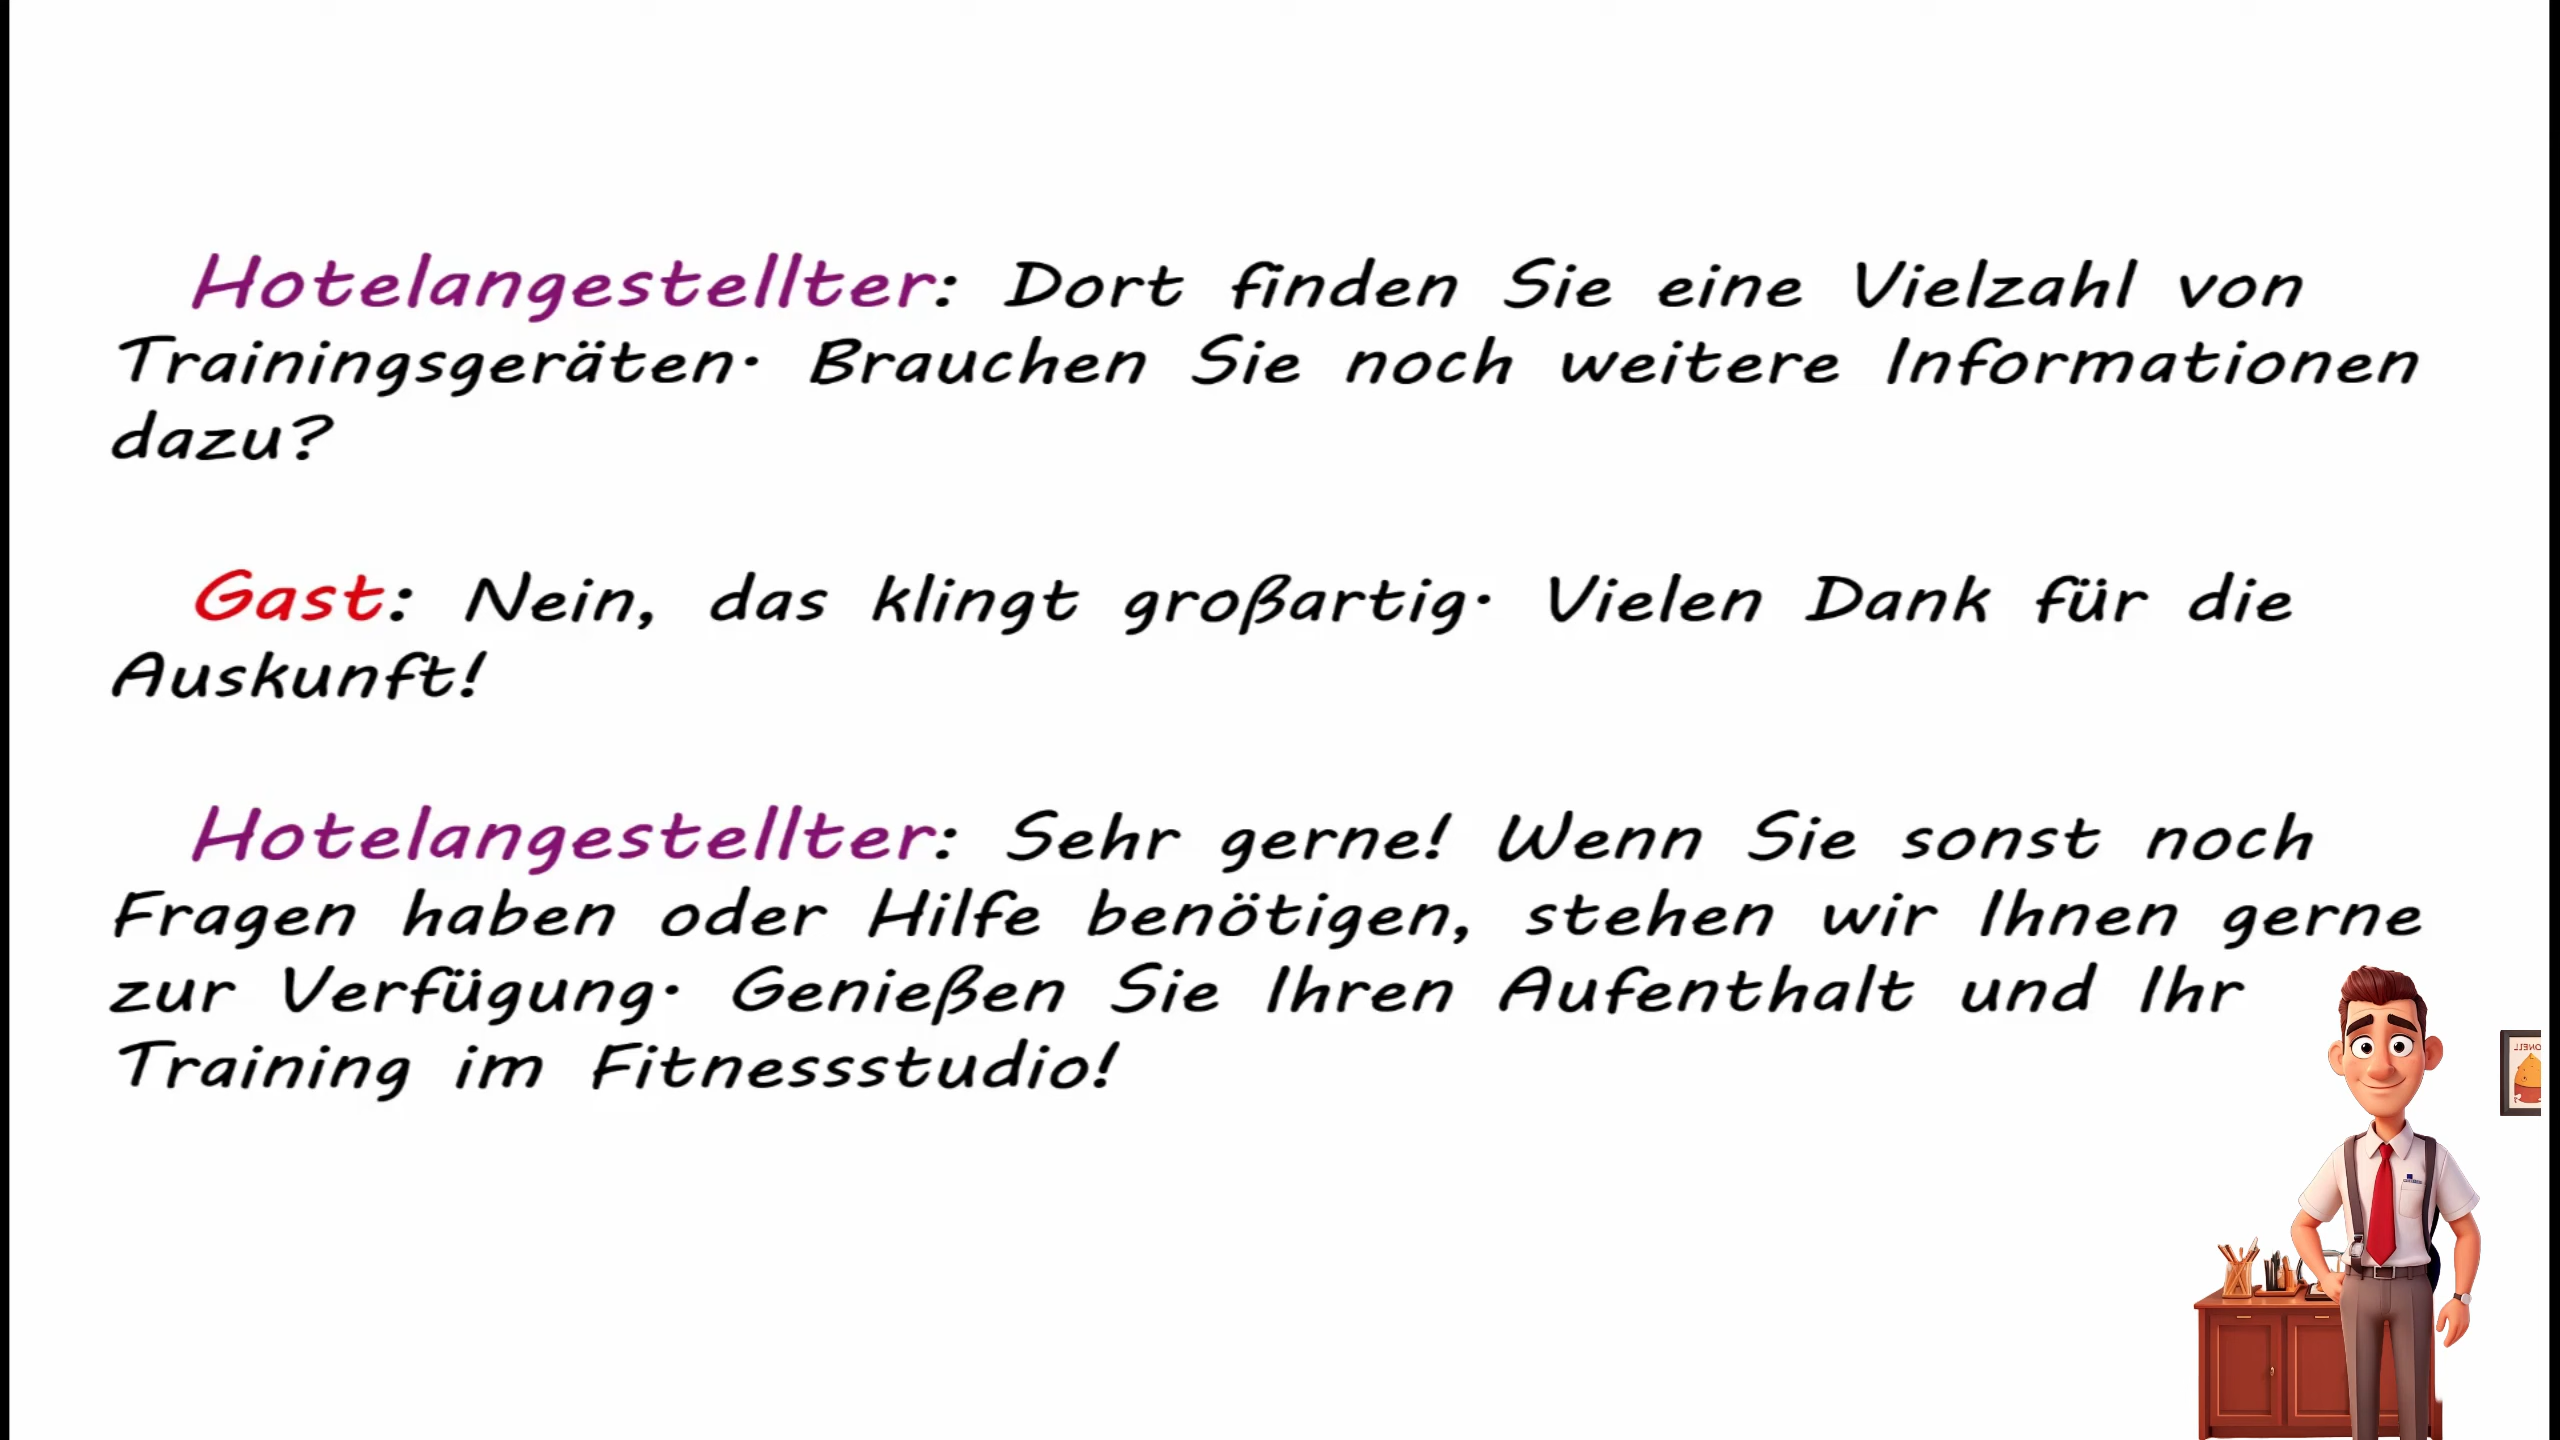 Hotelangestellter: Dort finden Sie eine Vielzahl von
Trainingsgeräten. Brauchen Sie noch weitere Informationen
dazu?
Gast: Nein, das klingt großartig. Vielen Dank für die
Auskunft!
Hotelangestellter: Sehr gerne! Wenn Sie sonst noch
Fragen haben oder Hilfe benötigen, stehen wir Ihnen gerne
zur Verfügung. Genießen Sie Ihren Aufenthalt und Ihr
Training im Fitnessstudio!